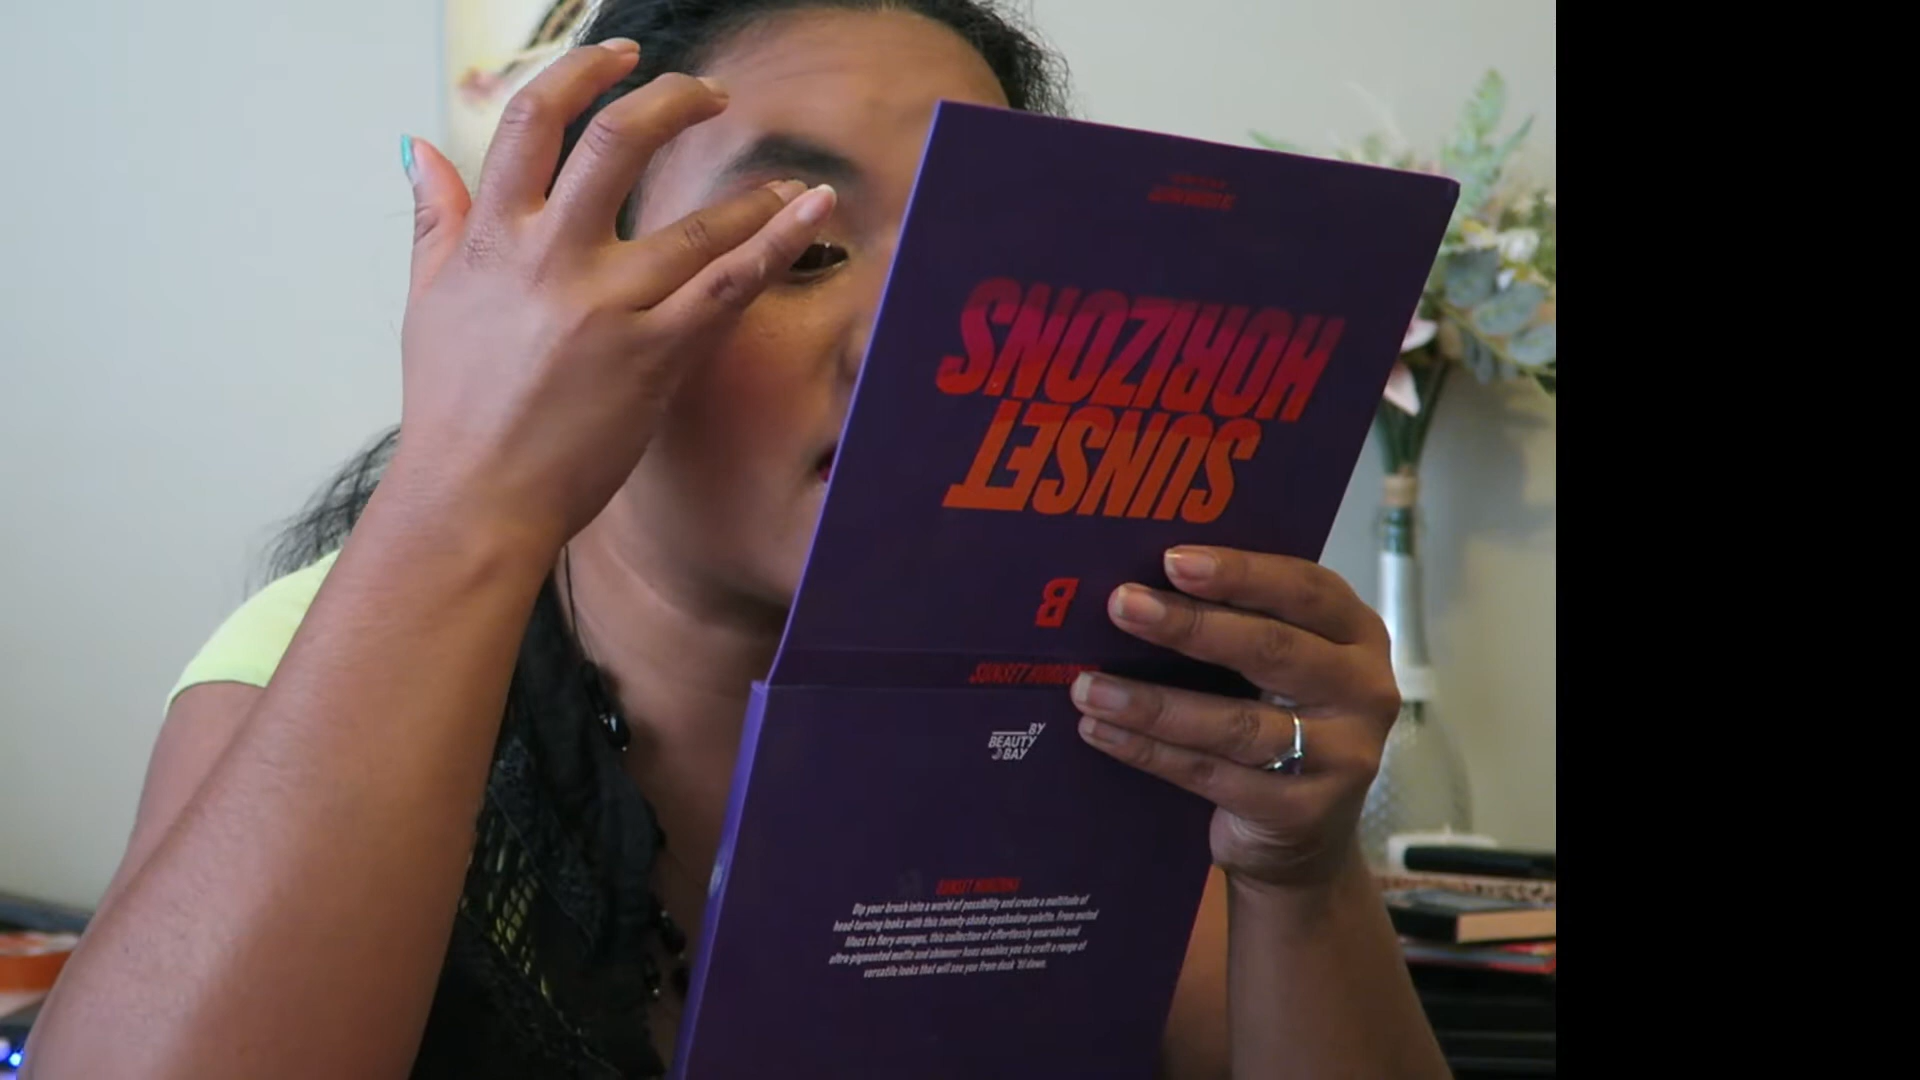 HORIZONS
SUNSET
B
SUNSET HORIZONS
BY
BEAUTY
BAY
SUNSET HORIZONS
Dip your brush into a world of possibility and create a multitude of
head-turning looks with this twenty shade eyeshadow palette. From muted
lilacs to fiery oranges, this collection of effortlessly wearable and
ultra-pigmented matte and shimmer hues enables you to craft a range of
versatile looks that will see you from desk 'til dawn.